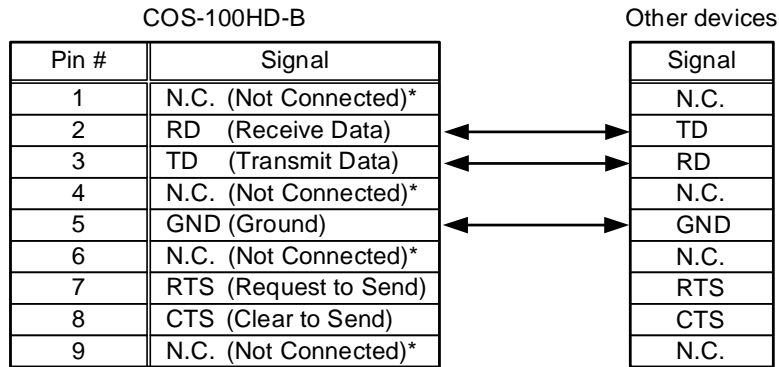 COS-100HD-B Other devices
Pin # Signal Signal
1 N.C. (Not Connected)* N.C.
2 RD (Receive Data) TD
3 TD (Transmit Data) RD
4 N.C. (Not Connected)* N.C.
5 GND (Ground) GND
6 N.C. (Not Connected)* N.C.
7 RTS (Request to Send) RTS
8 CTS (Clear to Send) CTS
9 N.C. (Not Connected)* N.C.